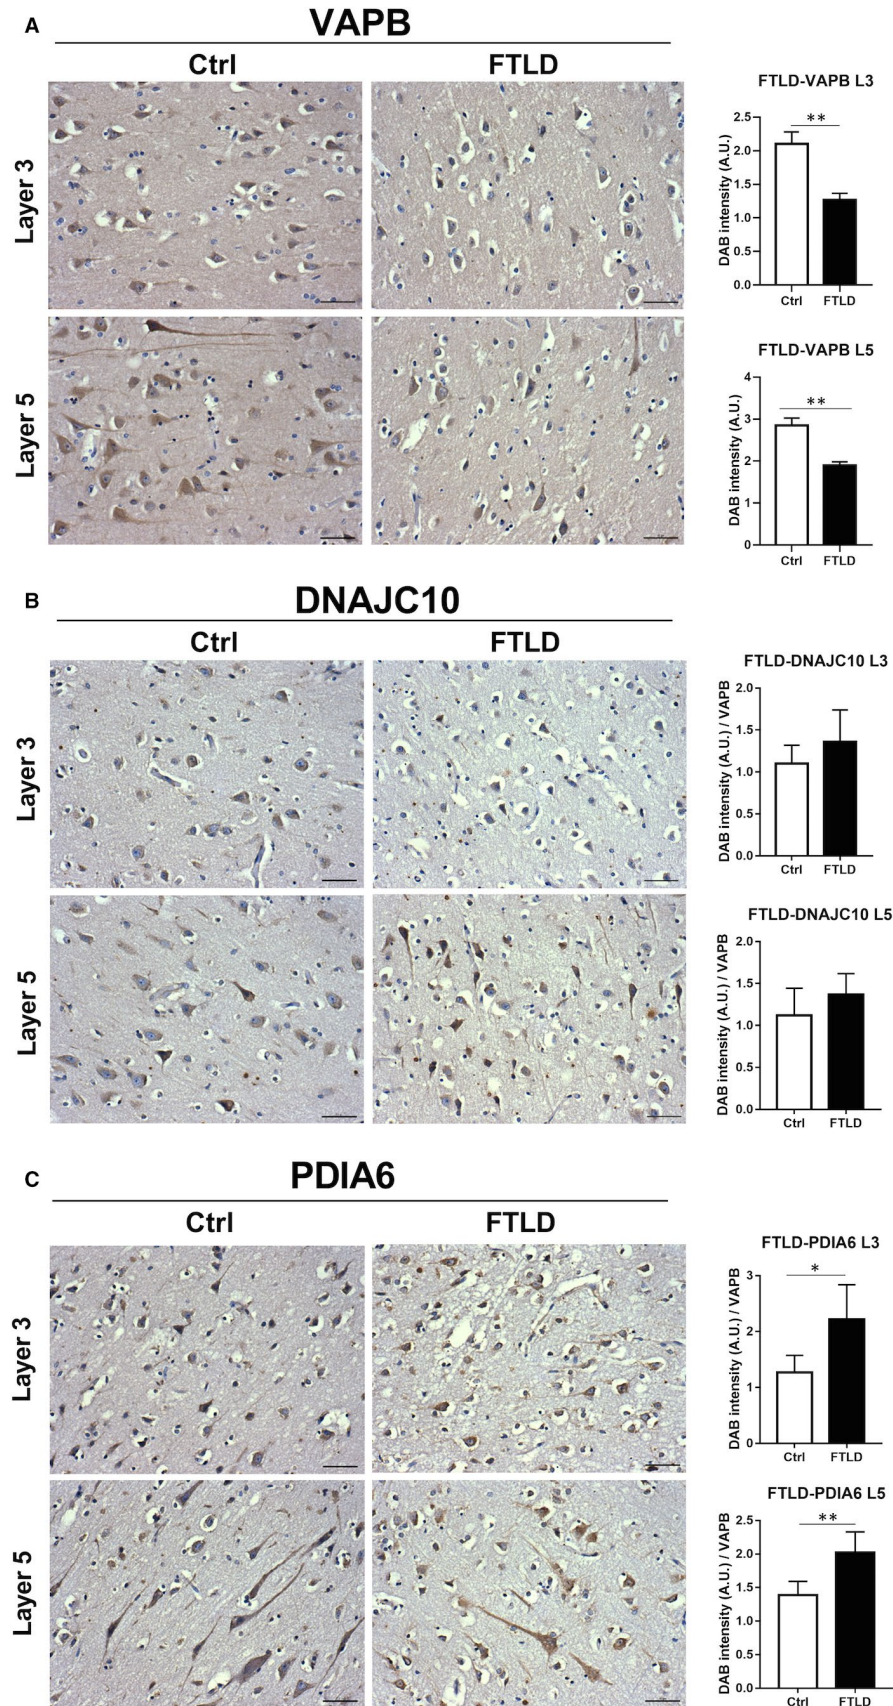 A
VAPB
Ctrl
FTLD
Layer 3
Layer 5
FTLD-VAPB L3
DAB intensity (A.U.)
2.5
2.0
1.5
1.0
0.5
0.0
**
Ctrl
FTLD
FTLD-VAPB L5
DAB intensity (A.U.)
4
3
2
1
0
**
Ctrl
FTLD
B
DNAJC10
Ctrl
FTLD
Layer 3
Layer 5
FTLD-DNAJC10 L3
DAB intensity (A.U.) / VAPB
2.0
1.5
1.0
0.5
0.0
Ctrl
FTLD
FTLD-DNAJC10 L5
DAB intensity (A.U.) / VAPB
2.0
1.5
1.0
0.5
0.0
Ctrl
FTLD
C
PDIA6
Ctrl
FTLD
Layer 3
Layer 5
FTLD-PDIA6 L3
DAB intensity (A.U.) / VAPB
3
2
1
0
*
Ctrl
FTLD
FTLD-PDIA6 L5
DAB intensity (A.U.) / VAPB
2.5
2.0
1.5
1.0
0.5
0.0
**
Ctrl
FTLD